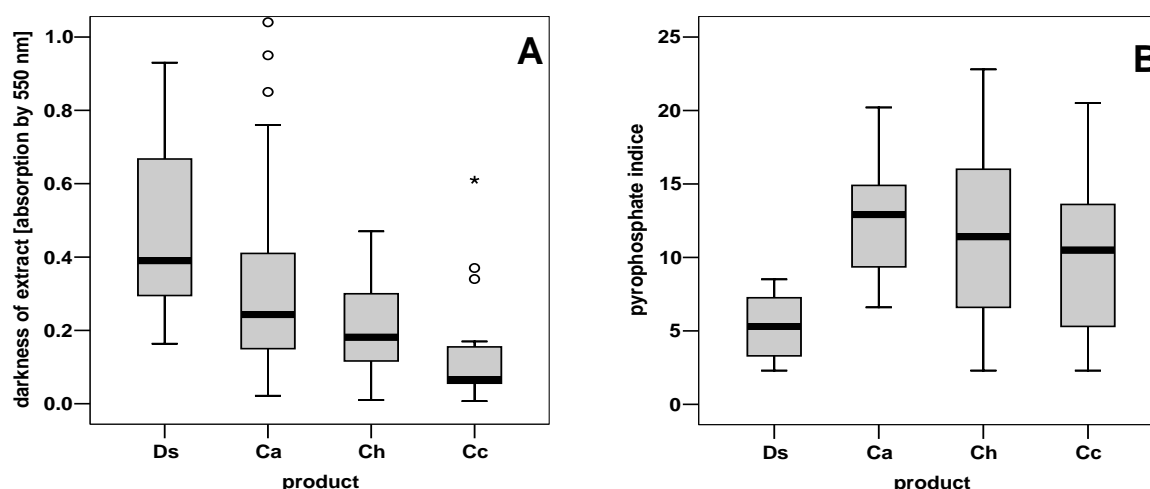 A
darkness of extract [absorption by 550 nm]
1.0
0.8
0.6
0.4
0.2
0.0
*
Ds Ca Ch Cc
product
B
pyrophosphate indice
25
20
15
10
5
0
Ds Ca Ch Cc
product